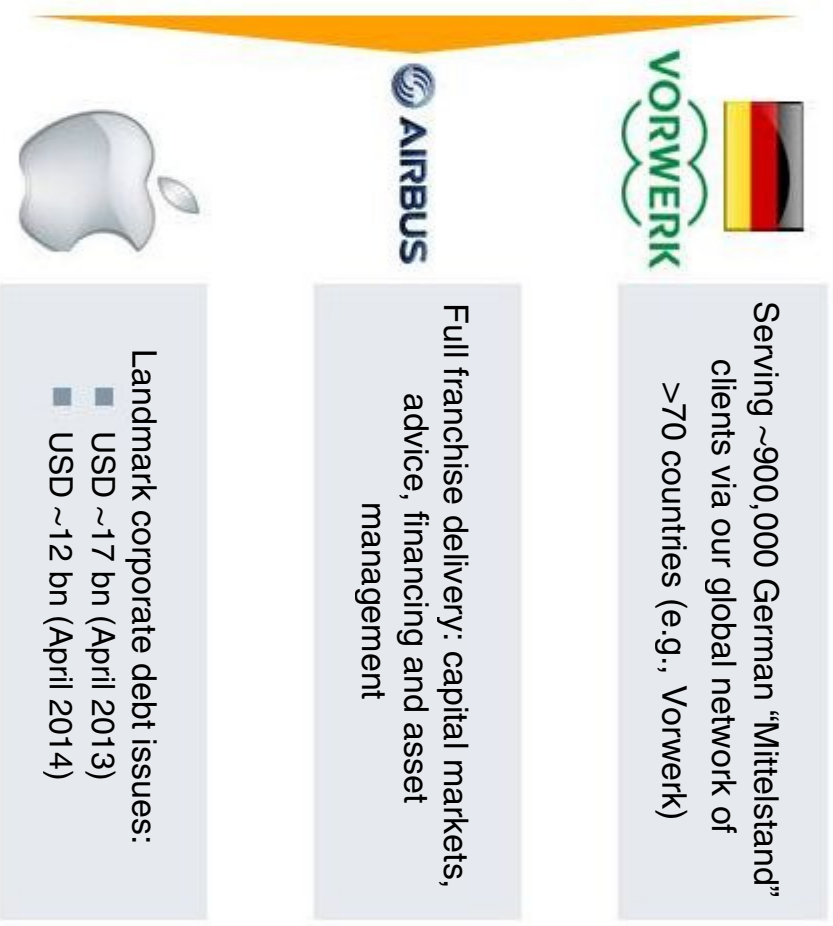 VORWERK
Serving ~900,000 German “Mittelstand”
clients via our global network of
>70 countries (e.g., Vorwerk)
AIRBUS
Full franchise delivery: capital markets,
advice, financing and asset
management
Landmark corporate debt issues:
■ USD ~17 bn (April 2013)
■ USD ~12 bn (April 2014)